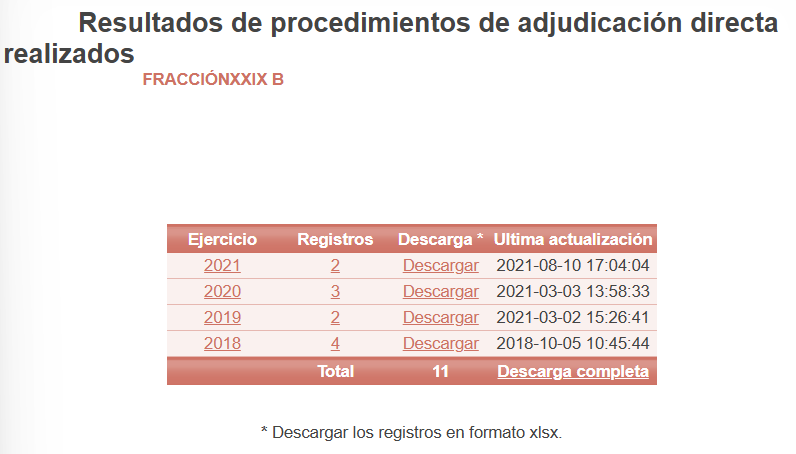 Resultados de procedimientos de adjudicación directa
realizados
FRACCIÓNXXIX B
Ejercicio Registros Descarga * Ultima actualización
2021 2 Descargar 2021-08-10 17:04:04
2020 3 Descargar 2021-03-03 13:58:33
2019 2 Descargar 2021-03-02 15:26:41
2018 4 Descargar 2018-10-05 10:45:44
Total 11 Descarga completa
* Descargar los registros en formato xlsx.